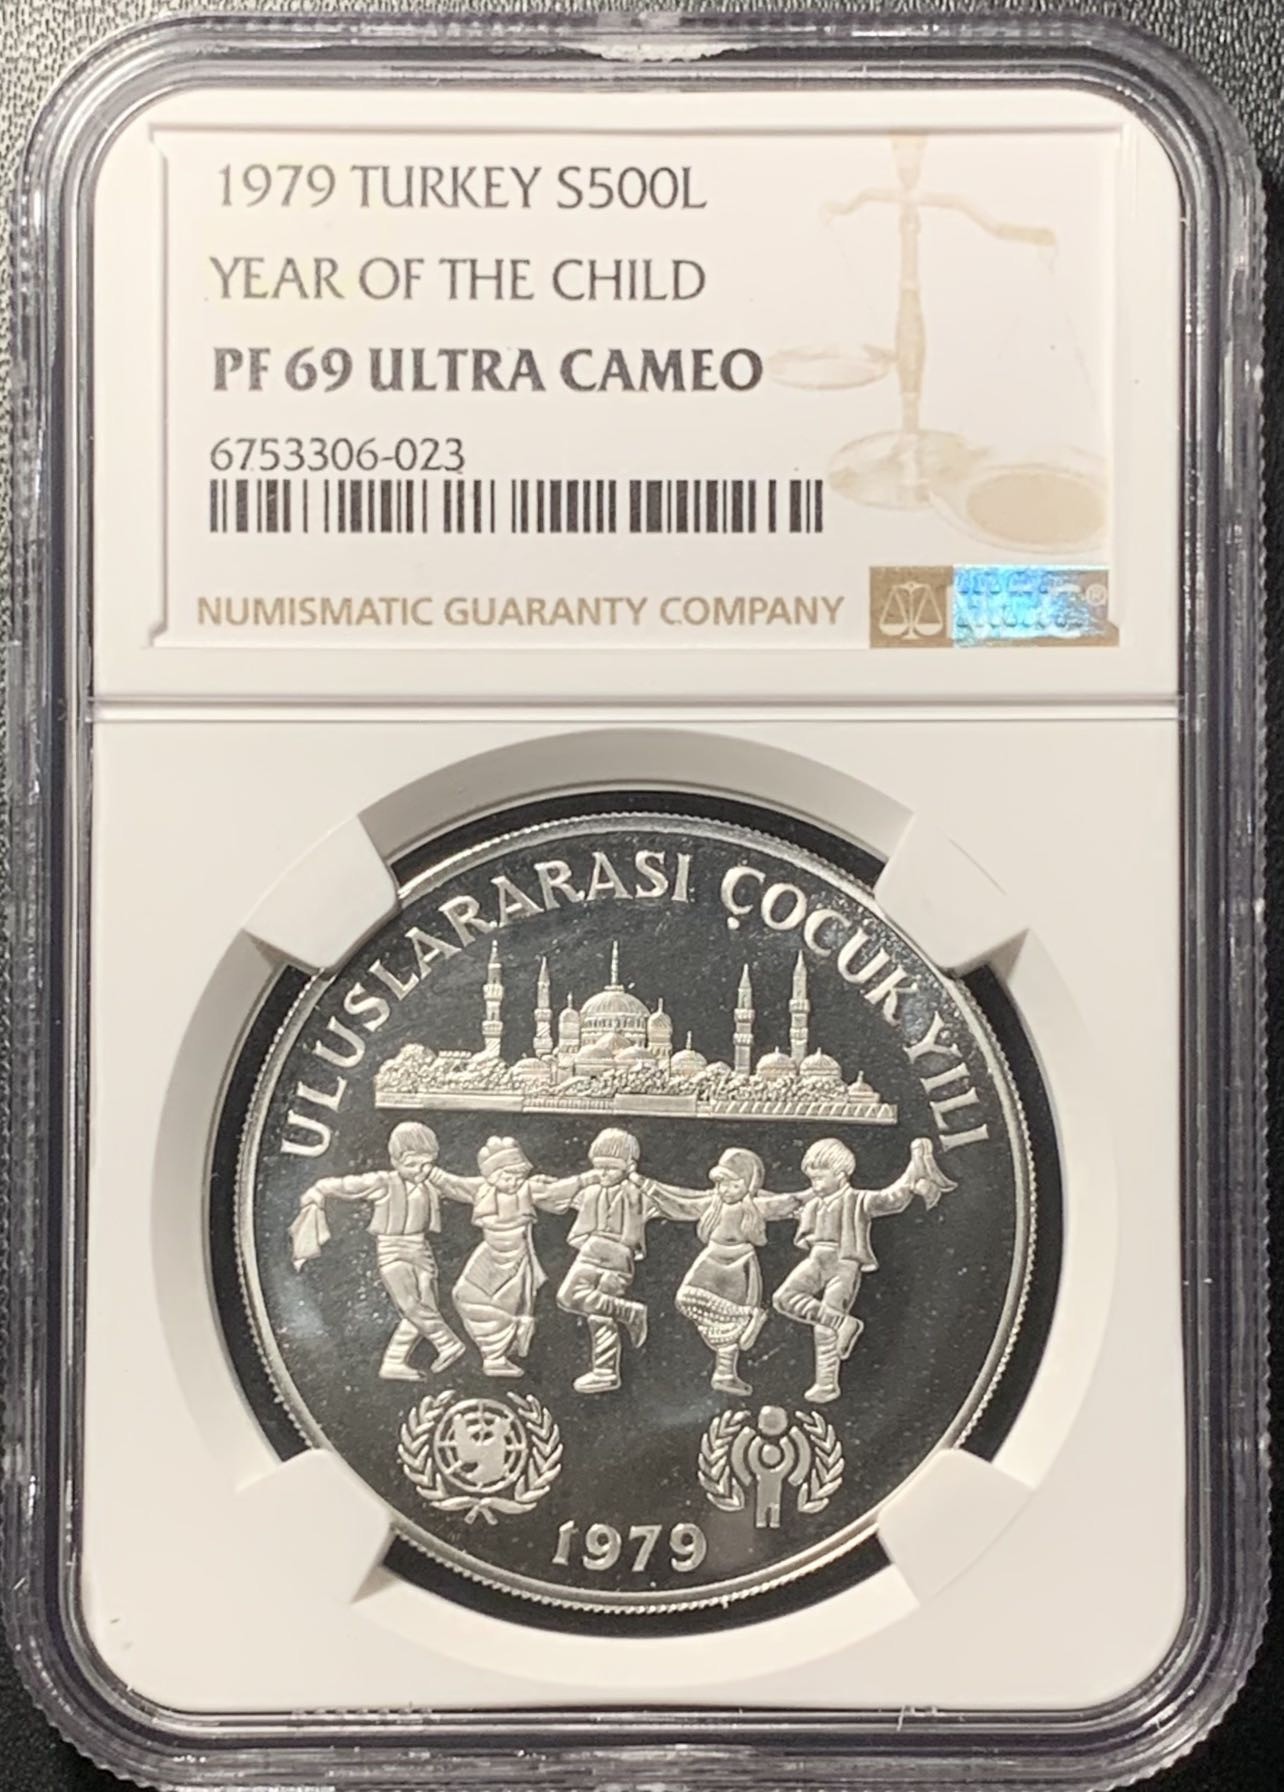 1979 TURKEY S500L
YEAR OF THE CHILD
PF 69 ULTRA CAMEO
6753306-023
NUMISMATIC GUARANTY COMPANY
ULUSLARARASI ÇOCUK YILI
1979